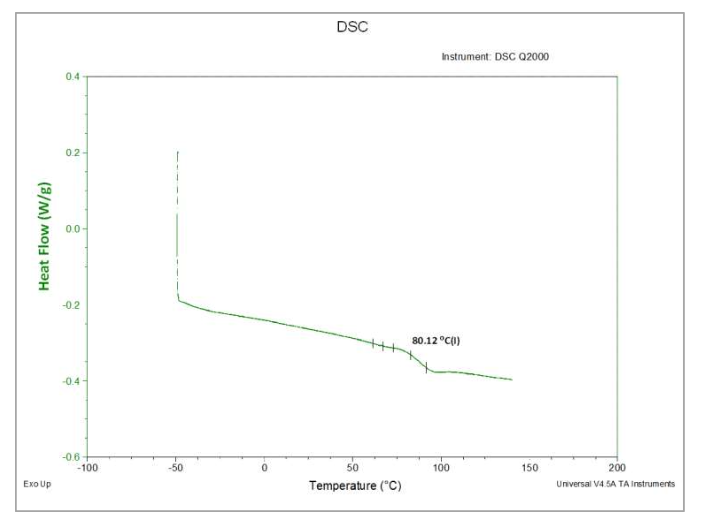 DSC
Instrument: DSC Q2000
0.4
0.2
0.0
-0.2
-0.4
-0.6
Heat Flow (W/g)
80.12 ⁰C(I)
-100 -50 0 50 100 150 200
Exo Up
Temperature (°C)
Universal V4.5A TA Instruments